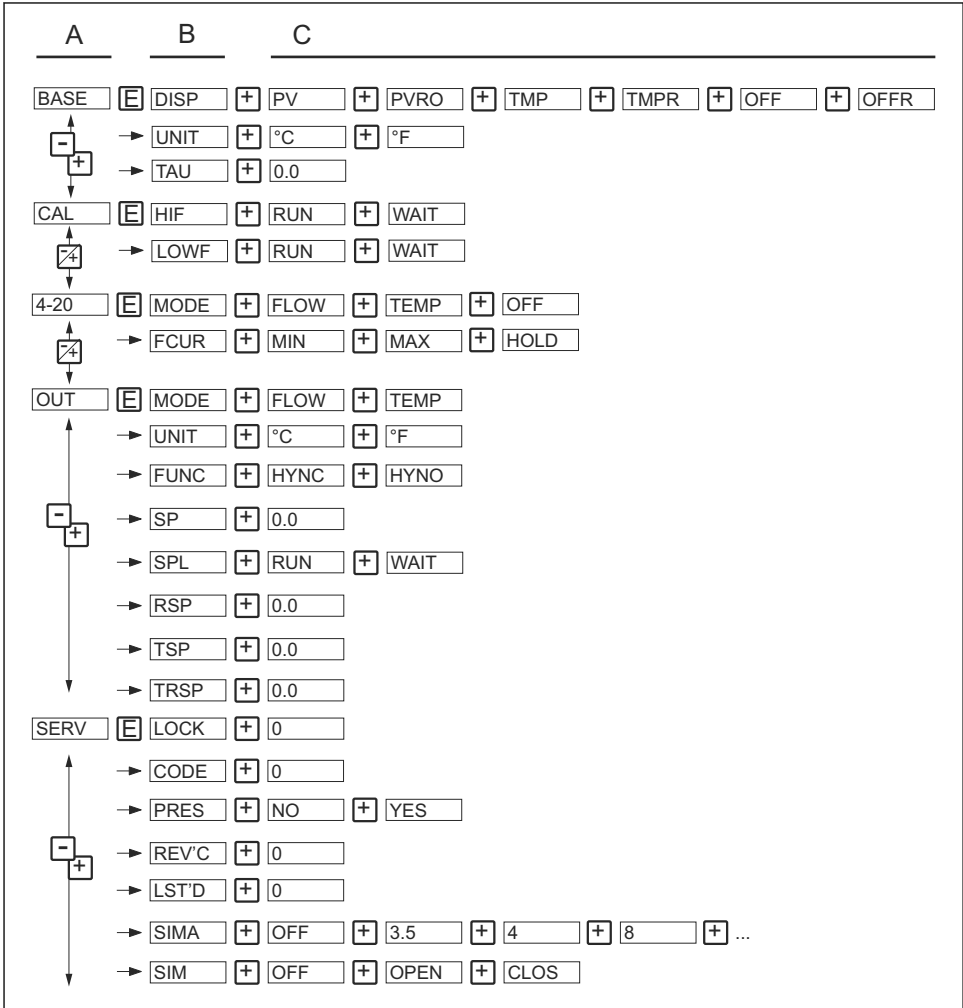 A B C
BASE E DISP + PV + PVRO + TMP + TMPR + OFF + OFFR
- + UNIT + °C + °F
TAU + 0.0
CAL E HIF + RUN + WAIT
-/+ LOWF + RUN + WAIT
4-20 E MODE + FLOW + TEMP + OFF
-/+ FCUR + MIN + MAX + HOLD
OUT E MODE + FLOW + TEMP
UNIT + °C + °F
FUNC + HYNC + HYNO
- + SP + 0.0
SPL + RUN + WAIT
RSP + 0.0
TSP + 0.0
TRSP + 0.0
SERV E LOCK + 0
CODE + 0
PRES + NO + YES
- + REV'C + 0
LST'D + 0
SIMA + OFF + 3.5 + 4 + 8 + ...
SIM + OFF + OPEN + CLOS